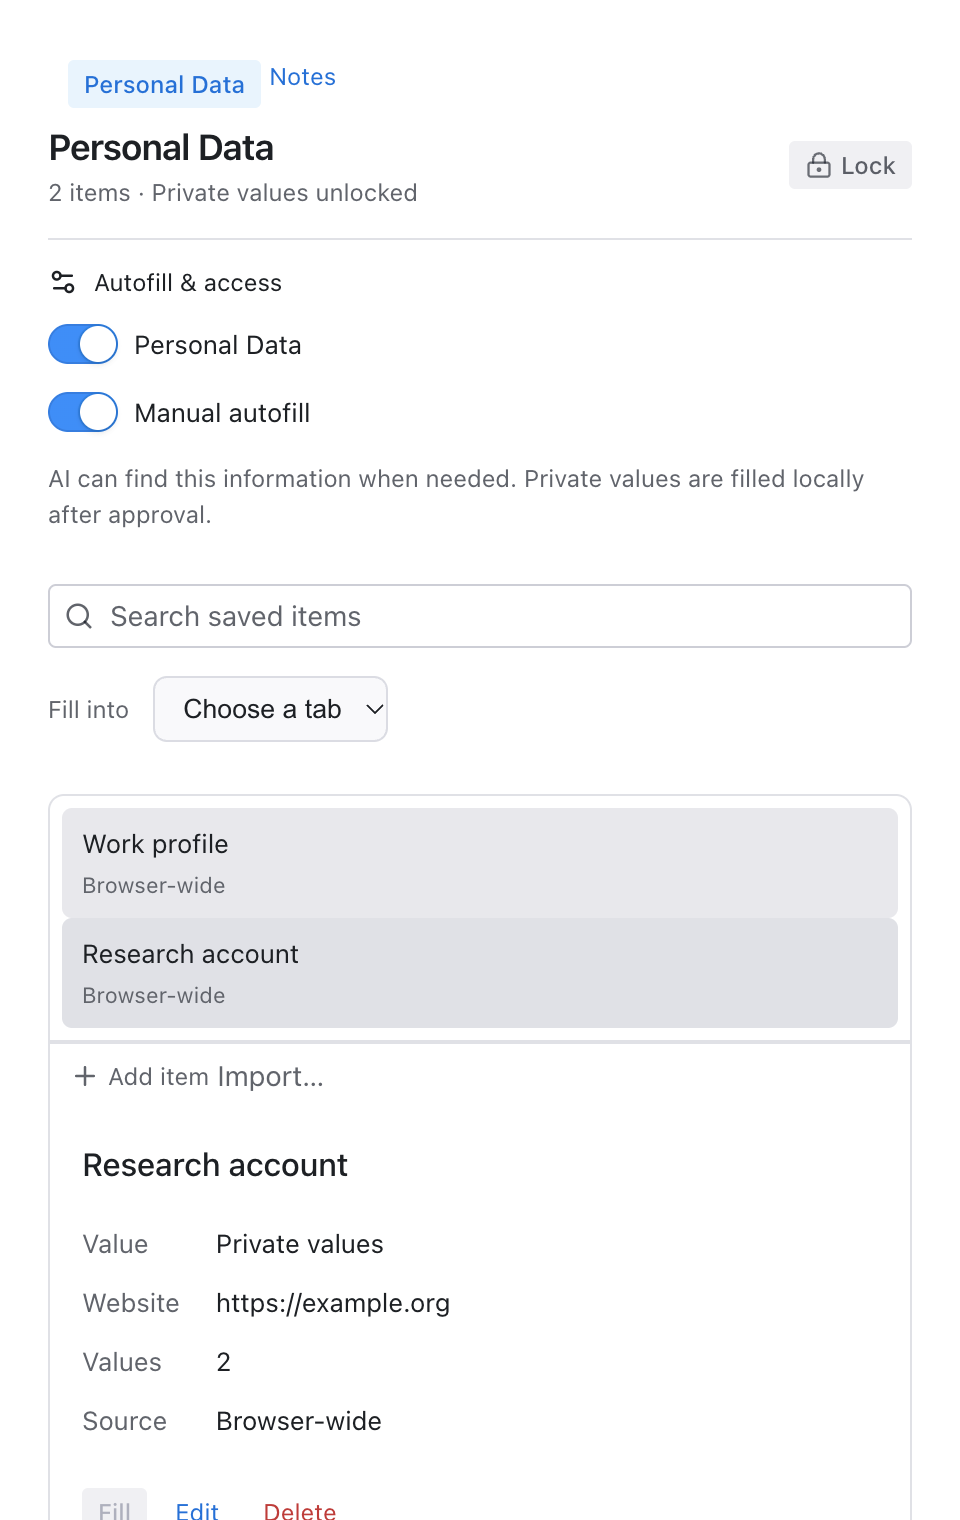 Personal Data Notes
Personal Data
Lock
2 items · Private values unlocked
Autofill & access
Personal Data
Manual autofill
AI can find this information when needed. Private values are filled locally
after approval.
Search saved items
Fill into Choose a tab
Work profile
Browser-wide
Research account
Browser-wide
Add item Import...
Research account
Value Private values
Website https://example.org
Values 2
Source Browser-wide
Fill Edit Delete